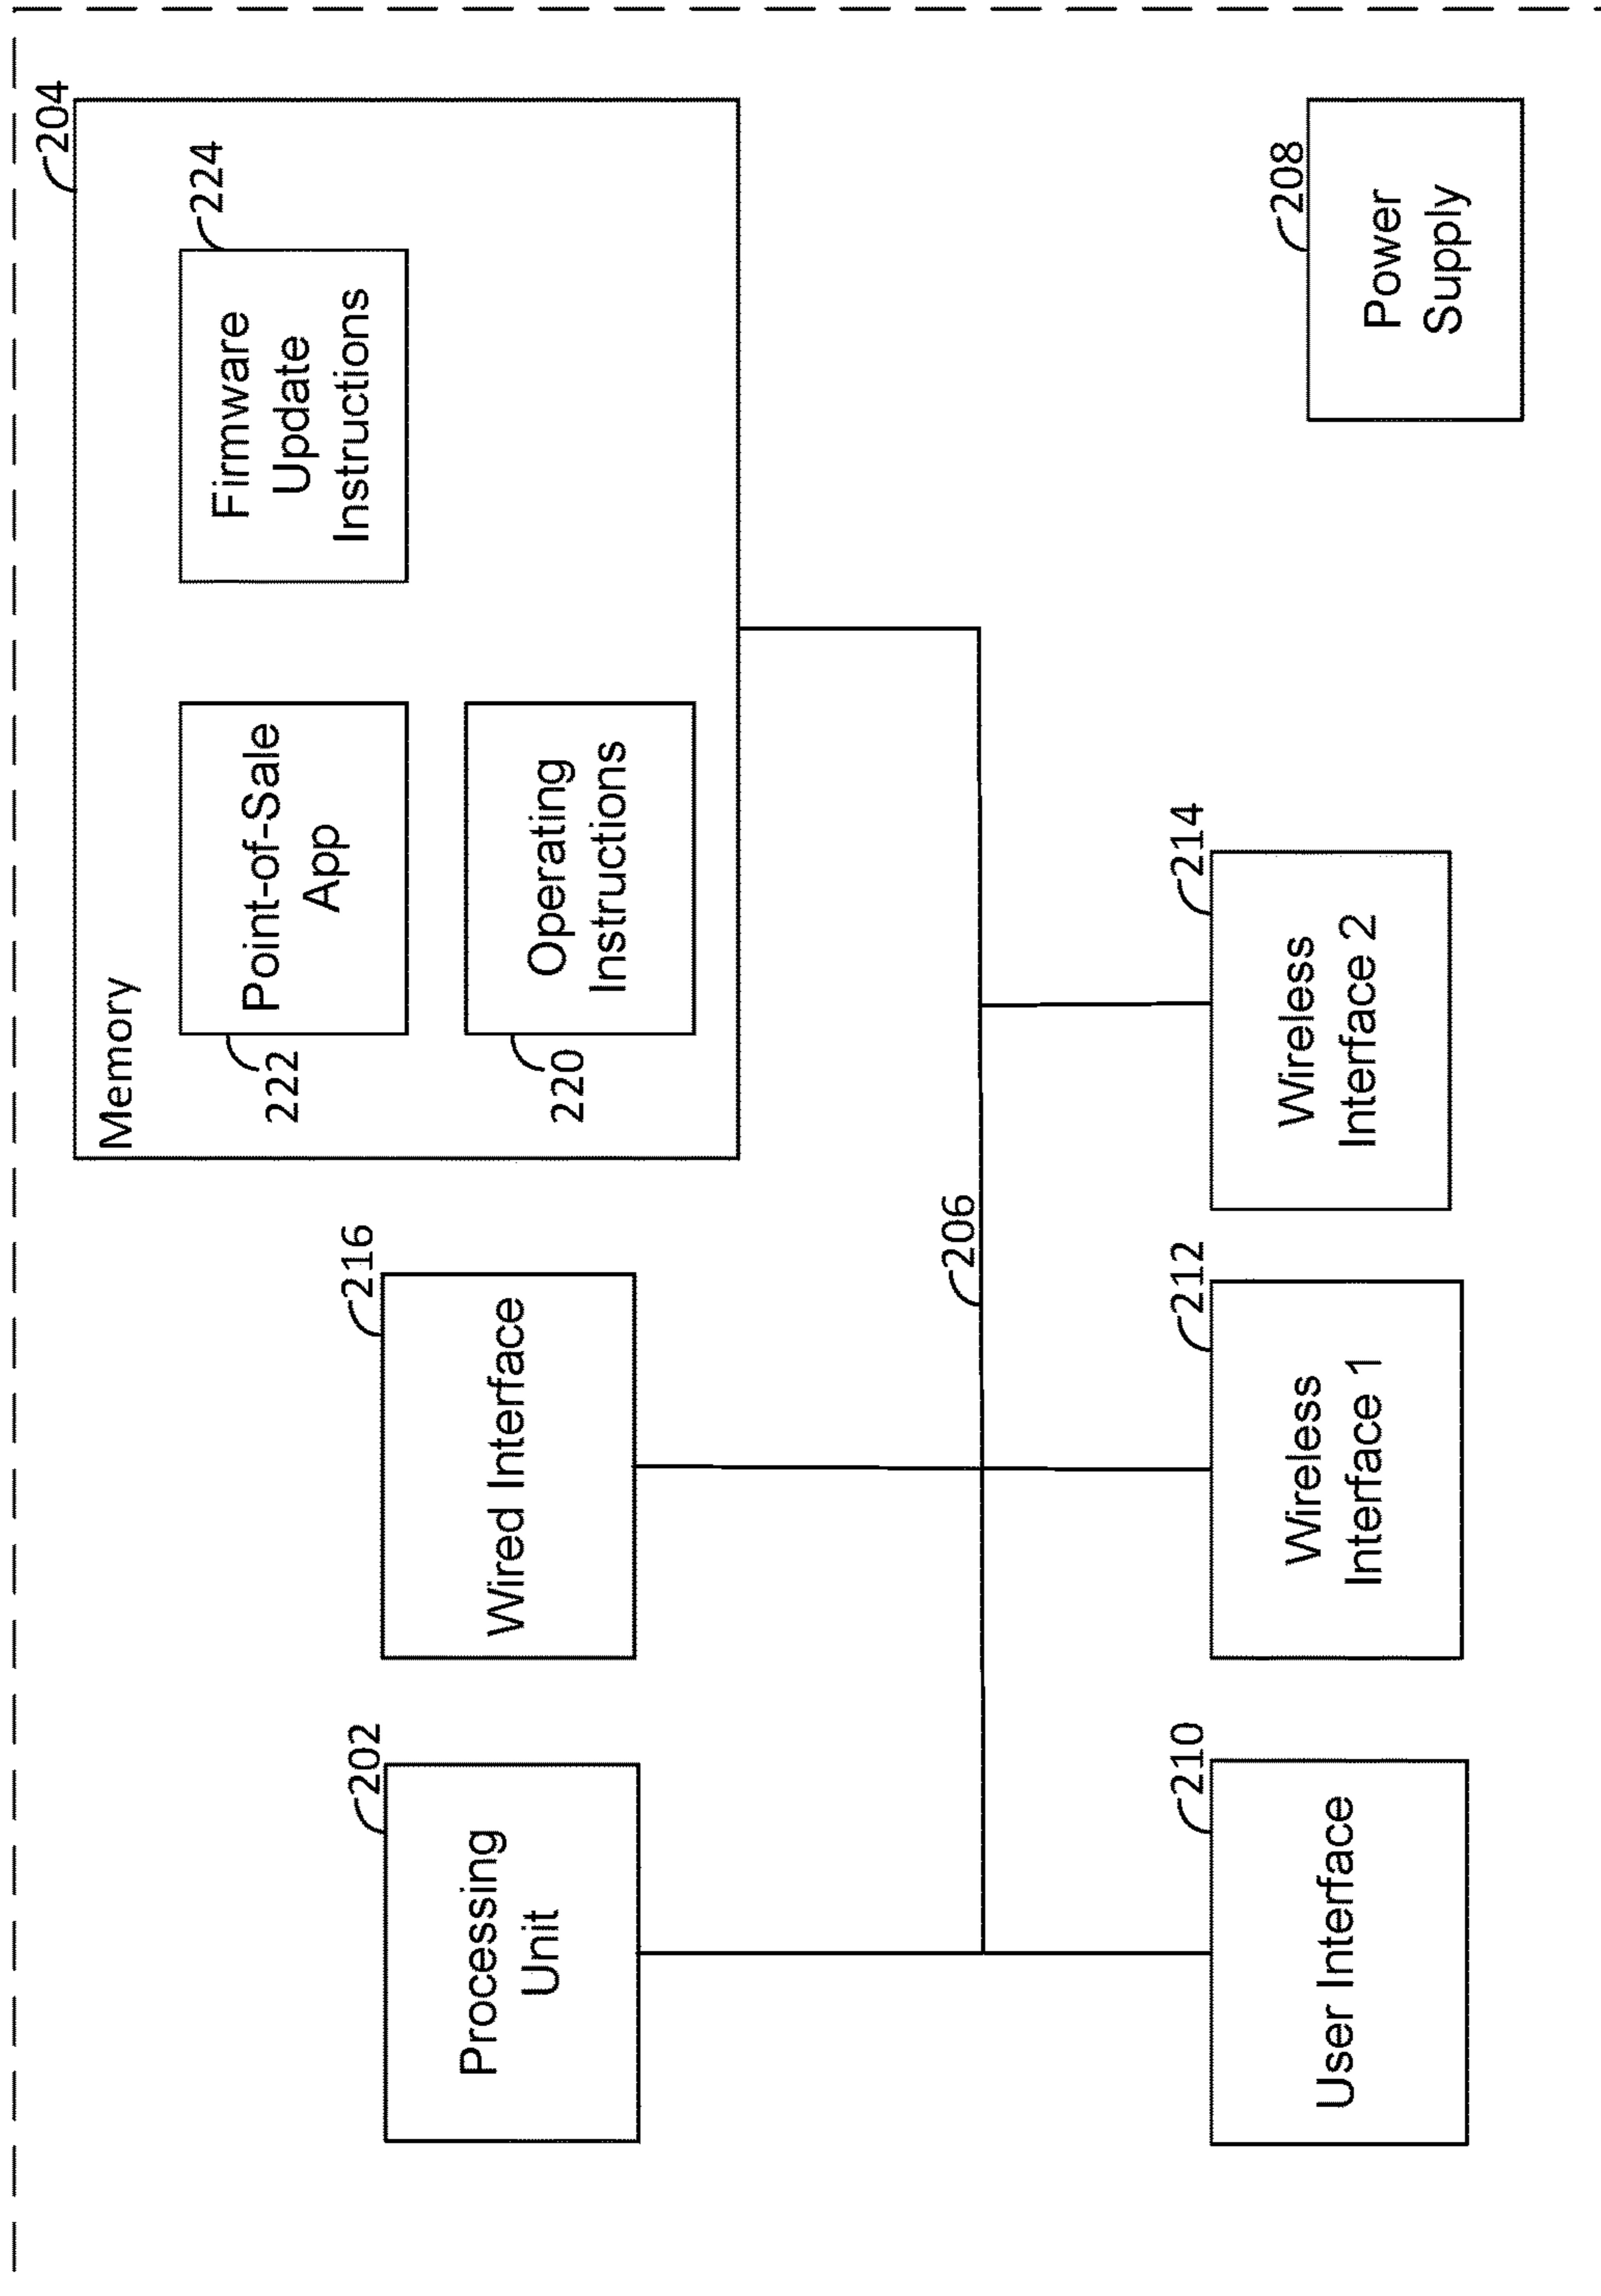 204
Memory
222
Point-of-Sale
App
224
Firmware
Update
Instructions
220
Operating
Instructions
202
Processing
Unit
216
Wired Interface
206
210
User Interface
212
Wireless
Interface 1
214
Wireless
Interface 2
208
Power
Supply